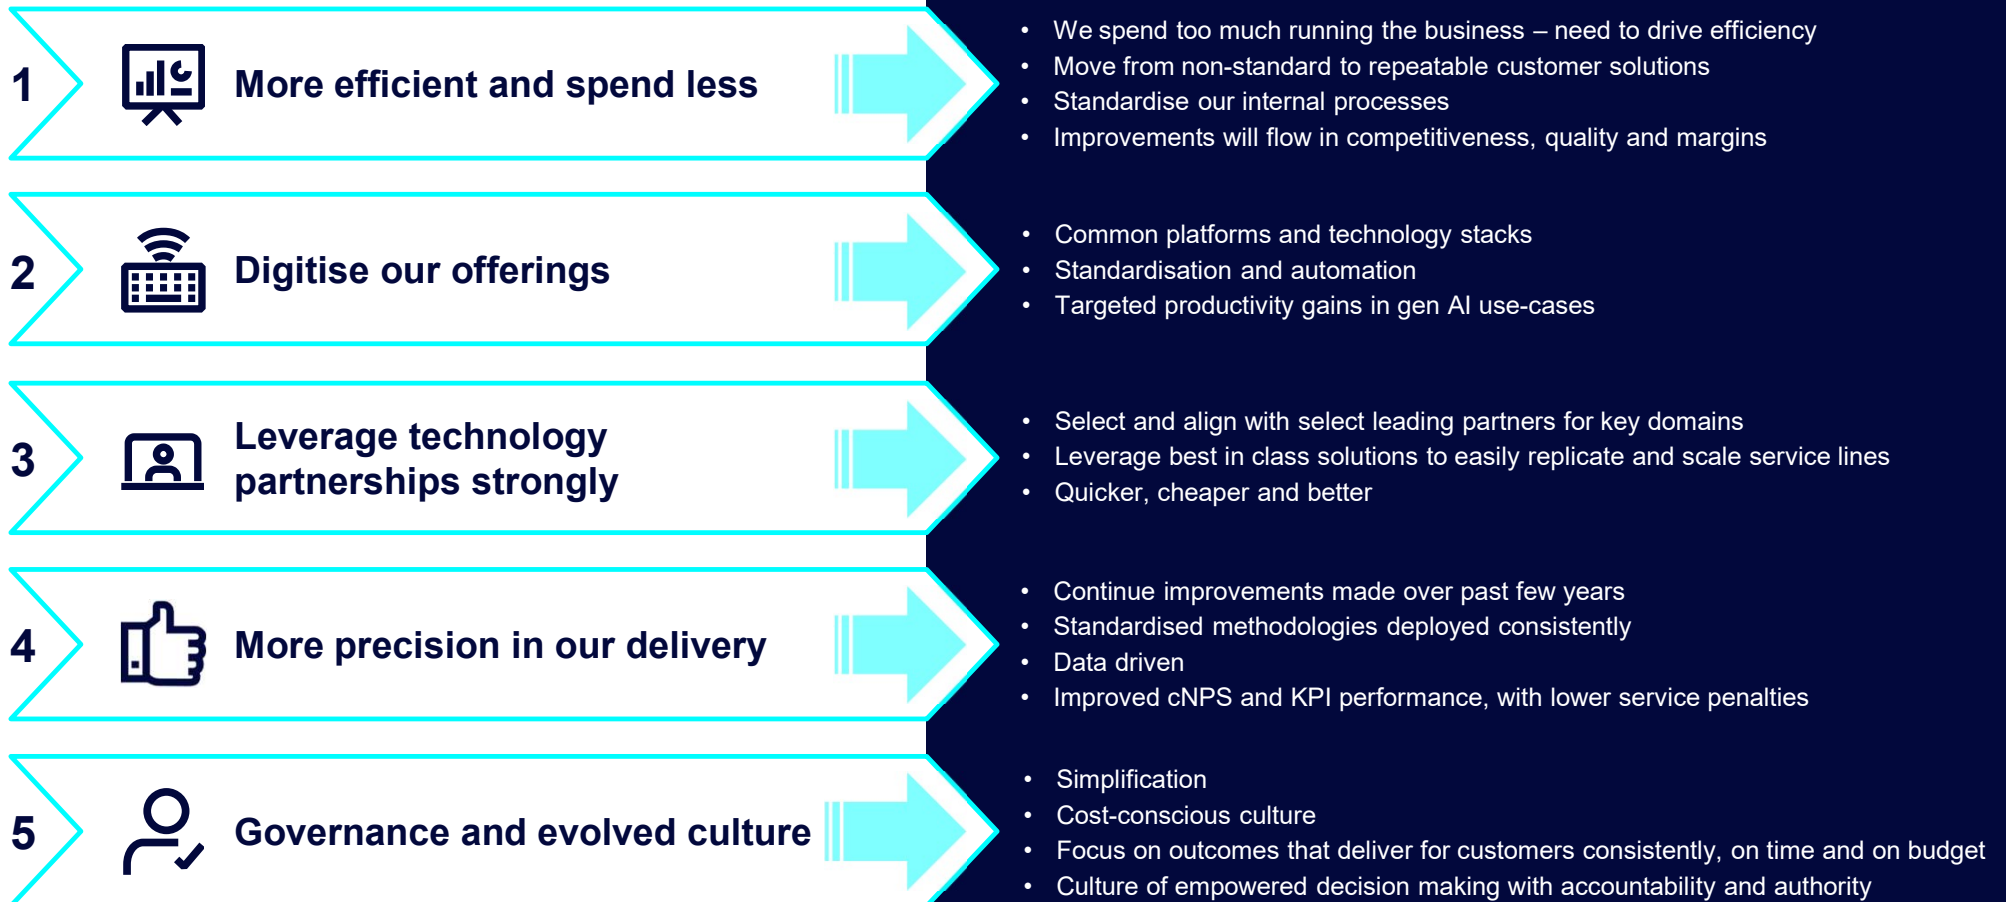 1
More efficient and spend less
• We spend too much running the business – need to drive efficiency
• Move from non-standard to repeatable customer solutions
• Standardise our internal processes
• Improvements will flow in competitiveness, quality and margins
2
Digitise our offerings
• Common platforms and technology stacks
• Standardisation and automation
• Targeted productivity gains in gen AI use-cases
3
Leverage technology
partnerships strongly
• Select and align with select leading partners for key domains
• Leverage best in class solutions to easily replicate and scale service lines
• Quicker, cheaper and better
4
More precision in our delivery
• Continue improvements made over past few years
• Standardised methodologies deployed consistently
• Data driven
• Improved cNPS and KPI performance, with lower service penalties
5
Governance and evolved culture
• Simplification
• Cost-conscious culture
• Focus on outcomes that deliver for customers consistently, on time and on budget
• Culture of empowered decision making with accountability and authority